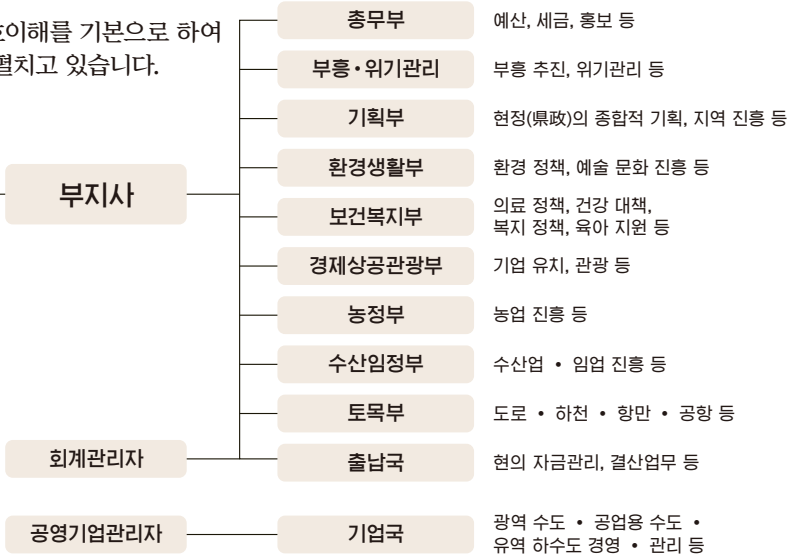 이해를 기본으로 하여
펼치고 있습니다.
부지사
회계관리자
공영기업관리자
총무부
예산, 세금, 홍보 등
부흥•위기관리
부흥 추진, 위기관리 등
기획부
현정(県政)의 종합적 기획, 지역 진흥 등
환경생활부
환경 정책, 예술 문화 진흥 등
보건복지부
의료 정책, 건강 대책,
복지 정책, 육아 지원 등
경제상공관광부
기업 유치, 관광 등
농정부
농업 진흥 등
수산임정부
수산업 • 임업 진흥 등
토목부
도로 • 하천 • 항만 • 공항 등
출납국
현의 자금관리, 결산업무 등
기업국
광역 수도 • 공업용 수도 •
유역 하수도 경영 • 관리 등